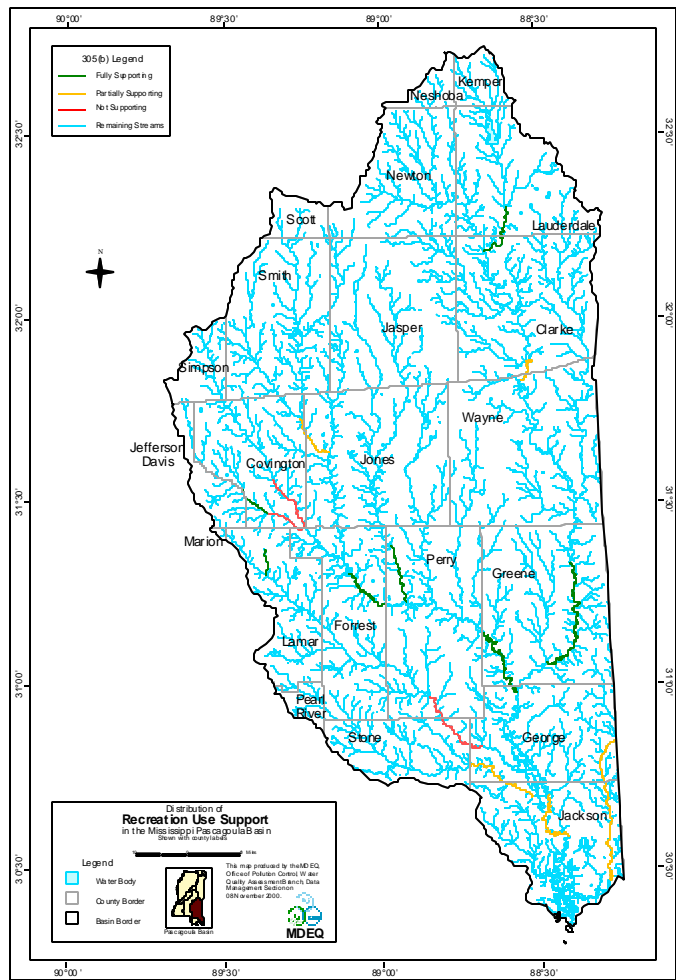 90°00'
89°30'
89°00'
88°30'
305(b) Legend
Fully Supporting
Partially Supporting
Not Supporting
Remaining Streams
32°30'
32°30'
N
Kemper
Neshoba
Newton
Lauderdale
Scott
Smith
Jasper
Clarke
32°00'
32°00'
Simpson
Wayne
Jefferson
Davis
Covington
Jones
31°30'
31°30'
Marion
Perry
Greene
Forrest
Lamar
31°00'
31°00'
Pearl
River
Stone
George
Jackson
30°30'
30°30'
Distribution of
Recreation Use Support
in the Mississippi Pascagoula Basin
Shown with county labels
Miles
Legend
Water Body
County Border
Basin Border
Pascagoula Basin
This map produced by the MDEQ,
Office of Pollution Control, Water
Quality Assessment Branch, Data
Management Section on
08 November 2000.
MDEQ
90°00'
89°30'
89°00'
88°30'